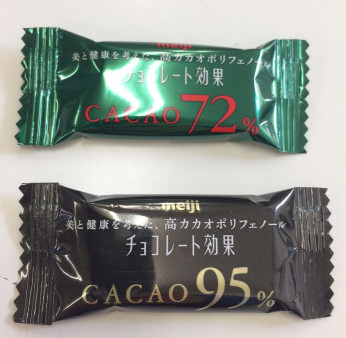 meiji
美と健康を考えた、高カカオポリフェノール
チョコレート効果
CACAO 72%
meiji
美と健康を考えた、高カカオポリフェノール
チョコレート効果
CACAO 95%